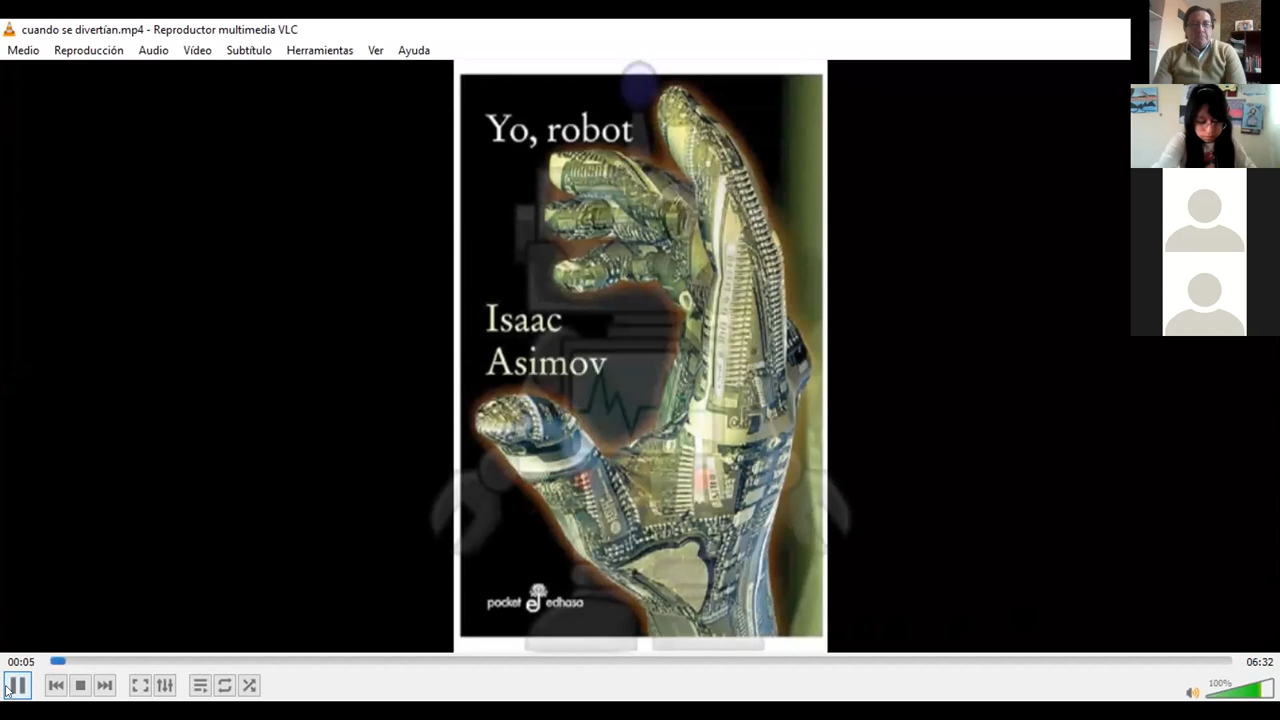 cuando se divertían.mp4 - Reproductor multimedia VLC
Medio Reproducción Audio Vídeo Subtítulo Herramientas Ver Ayuda
Yo, robot
Isaac
Asimov
pocket edhasa
00:05 06:32
100%